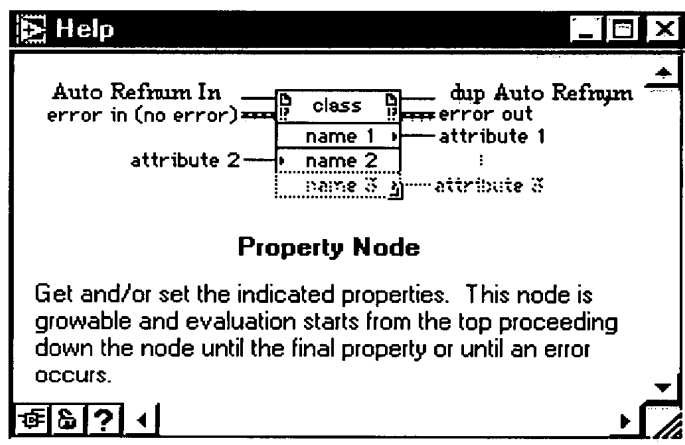 Help
Auto Refnum In
class
dup Auto Refnum
error in (no error)
error out
name 1
attribute 1
attribute 2
name 2
name 3
attribute 3
Property Node
Get and/or set the indicated properties. This node is
growable and evaluation starts from the top proceeding
down the node until the final property or until an error
occurs.
?